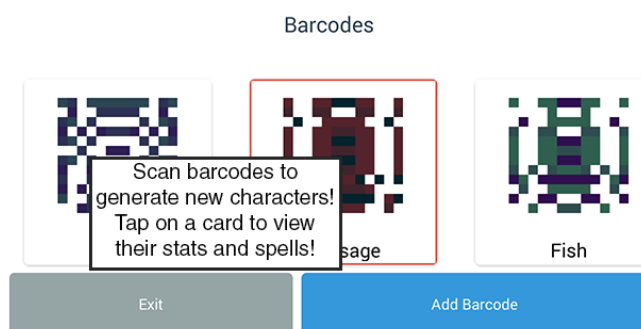 Barcodes
Scan barcodes to
generate new characters!
Tap on a card to view
their stats and spells!
sage
Fish
Exit
Add Barcode